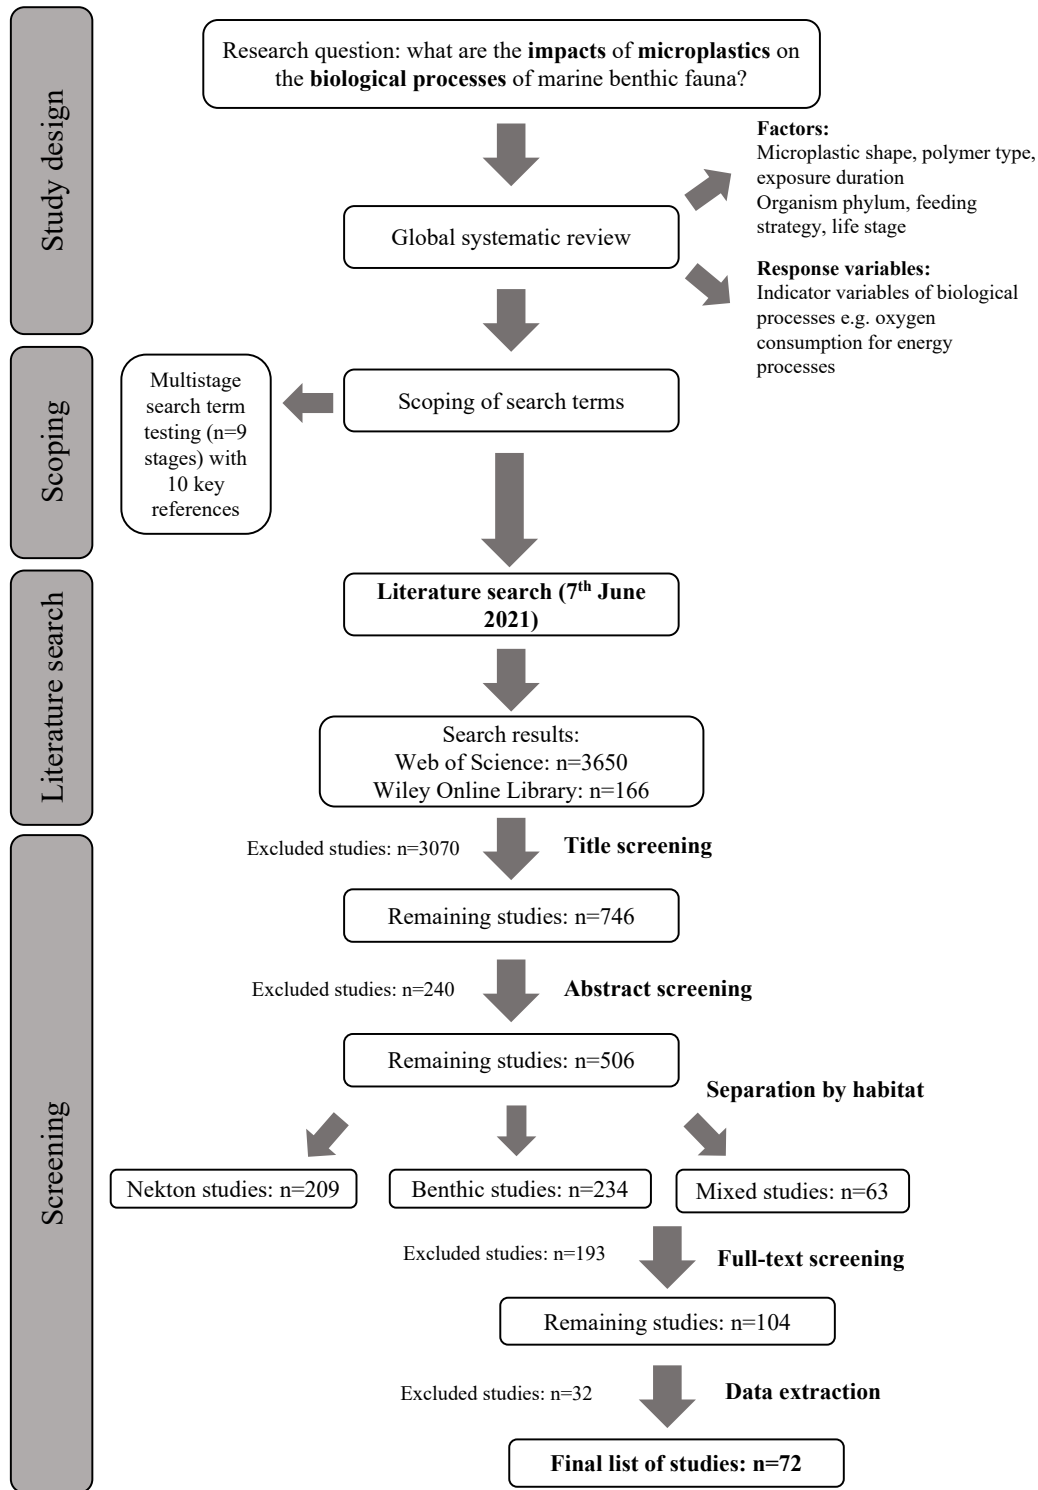 Study design
Research question: what are the impacts of microplastics on
the biological processes of marine benthic fauna?
Factors:
Microplastic shape, polymer type,
exposure duration
Organism phylum, feeding
strategy, life stage
Global systematic review
Response variables:
Indicator variables of biological
processes e.g. oxygen
consumption for energy
processes
Scoping
Multistage
search term
testing (n=9
stages) with
10 key
references
Scoping of search terms
Literature search
Literature search (7th June
2021)
Search results:
Web of Science: n=3650
Wiley Online Library: n=166
Screening
Excluded studies: n=3070
Title screening
Remaining studies: n=746
Excluded studies: n=240
Abstract screening
Remaining studies: n=506
Separation by habitat
Nekton studies: n=209
Benthic studies: n=234
Mixed studies: n=63
Excluded studies: n=193
Full-text screening
Remaining studies: n=104
Excluded studies: n=32
Data extraction
Final list of studies: n=72